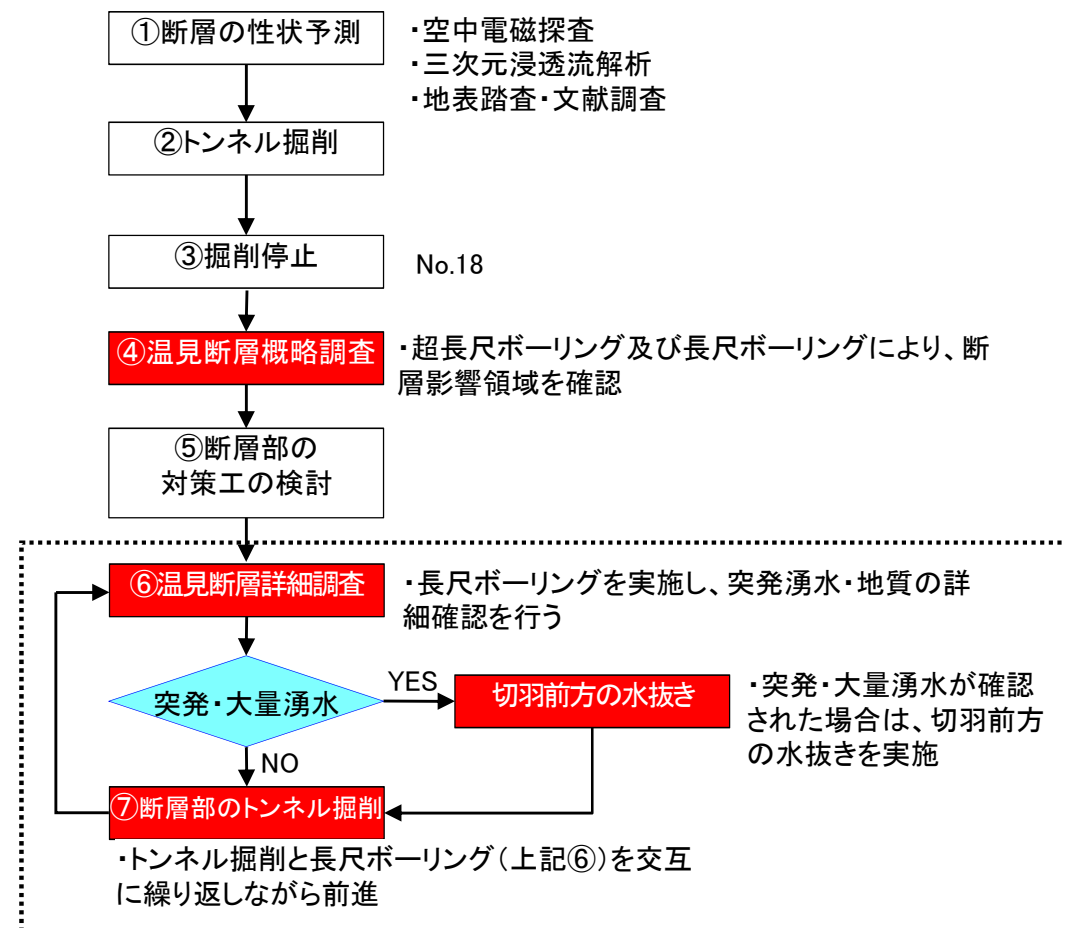 ①断層の性状予測
・空中電磁探査
・三次元浸透流解析
・地表踏査・文献調査
②トンネル掘削
③掘削停止
No.18
④温見断層概略調査
・超長尺ボーリング及び長尺ボーリングにより、断
層影響領域を確認
⑤断層部の
対策工の検討
⑥温見断層詳細調査
・長尺ボーリングを実施し、突発湧水・地質の詳
細確認を行う
突発・大量湧水
YES
切羽前方の水抜き
・突発・大量湧水が確認
された場合は、切羽前方
の水抜きを実施
NO
⑦断層部のトンネル掘削
・トンネル掘削と長尺ボーリング（上記⑥）を交互
に繰り返しながら前進